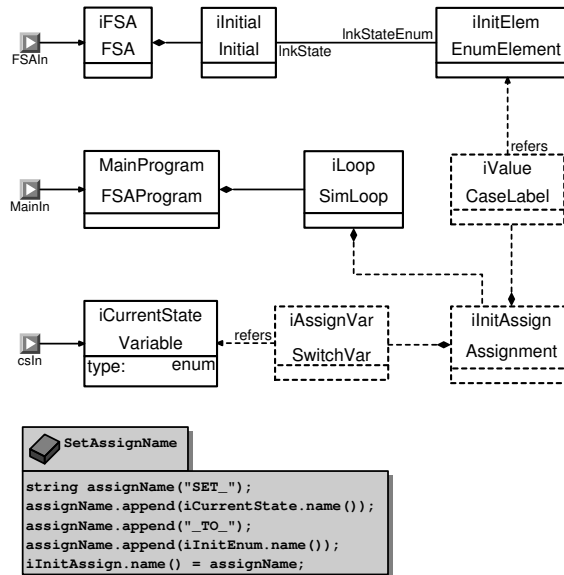 iFSA
FSA
iInitial
Initial
lnkStateEnum
lnkState
iInitElem
EnumElement
FSAIn
refers
MainProgram
FSAProgram
iLoop
SimLoop
iValue
CaseLabel
MainIn
iCurrentState
Variable
type: enum
refers
iAssignVar
SwitchVar
iInitAssign
Assignment
csIn
SetAssignName
string assignName("SET_");
assignName.append(iCurrentState.name());
assignName.append("_TO_");
assignName.append(iInitEnum.name());
iInitAssign.name() = assignName;